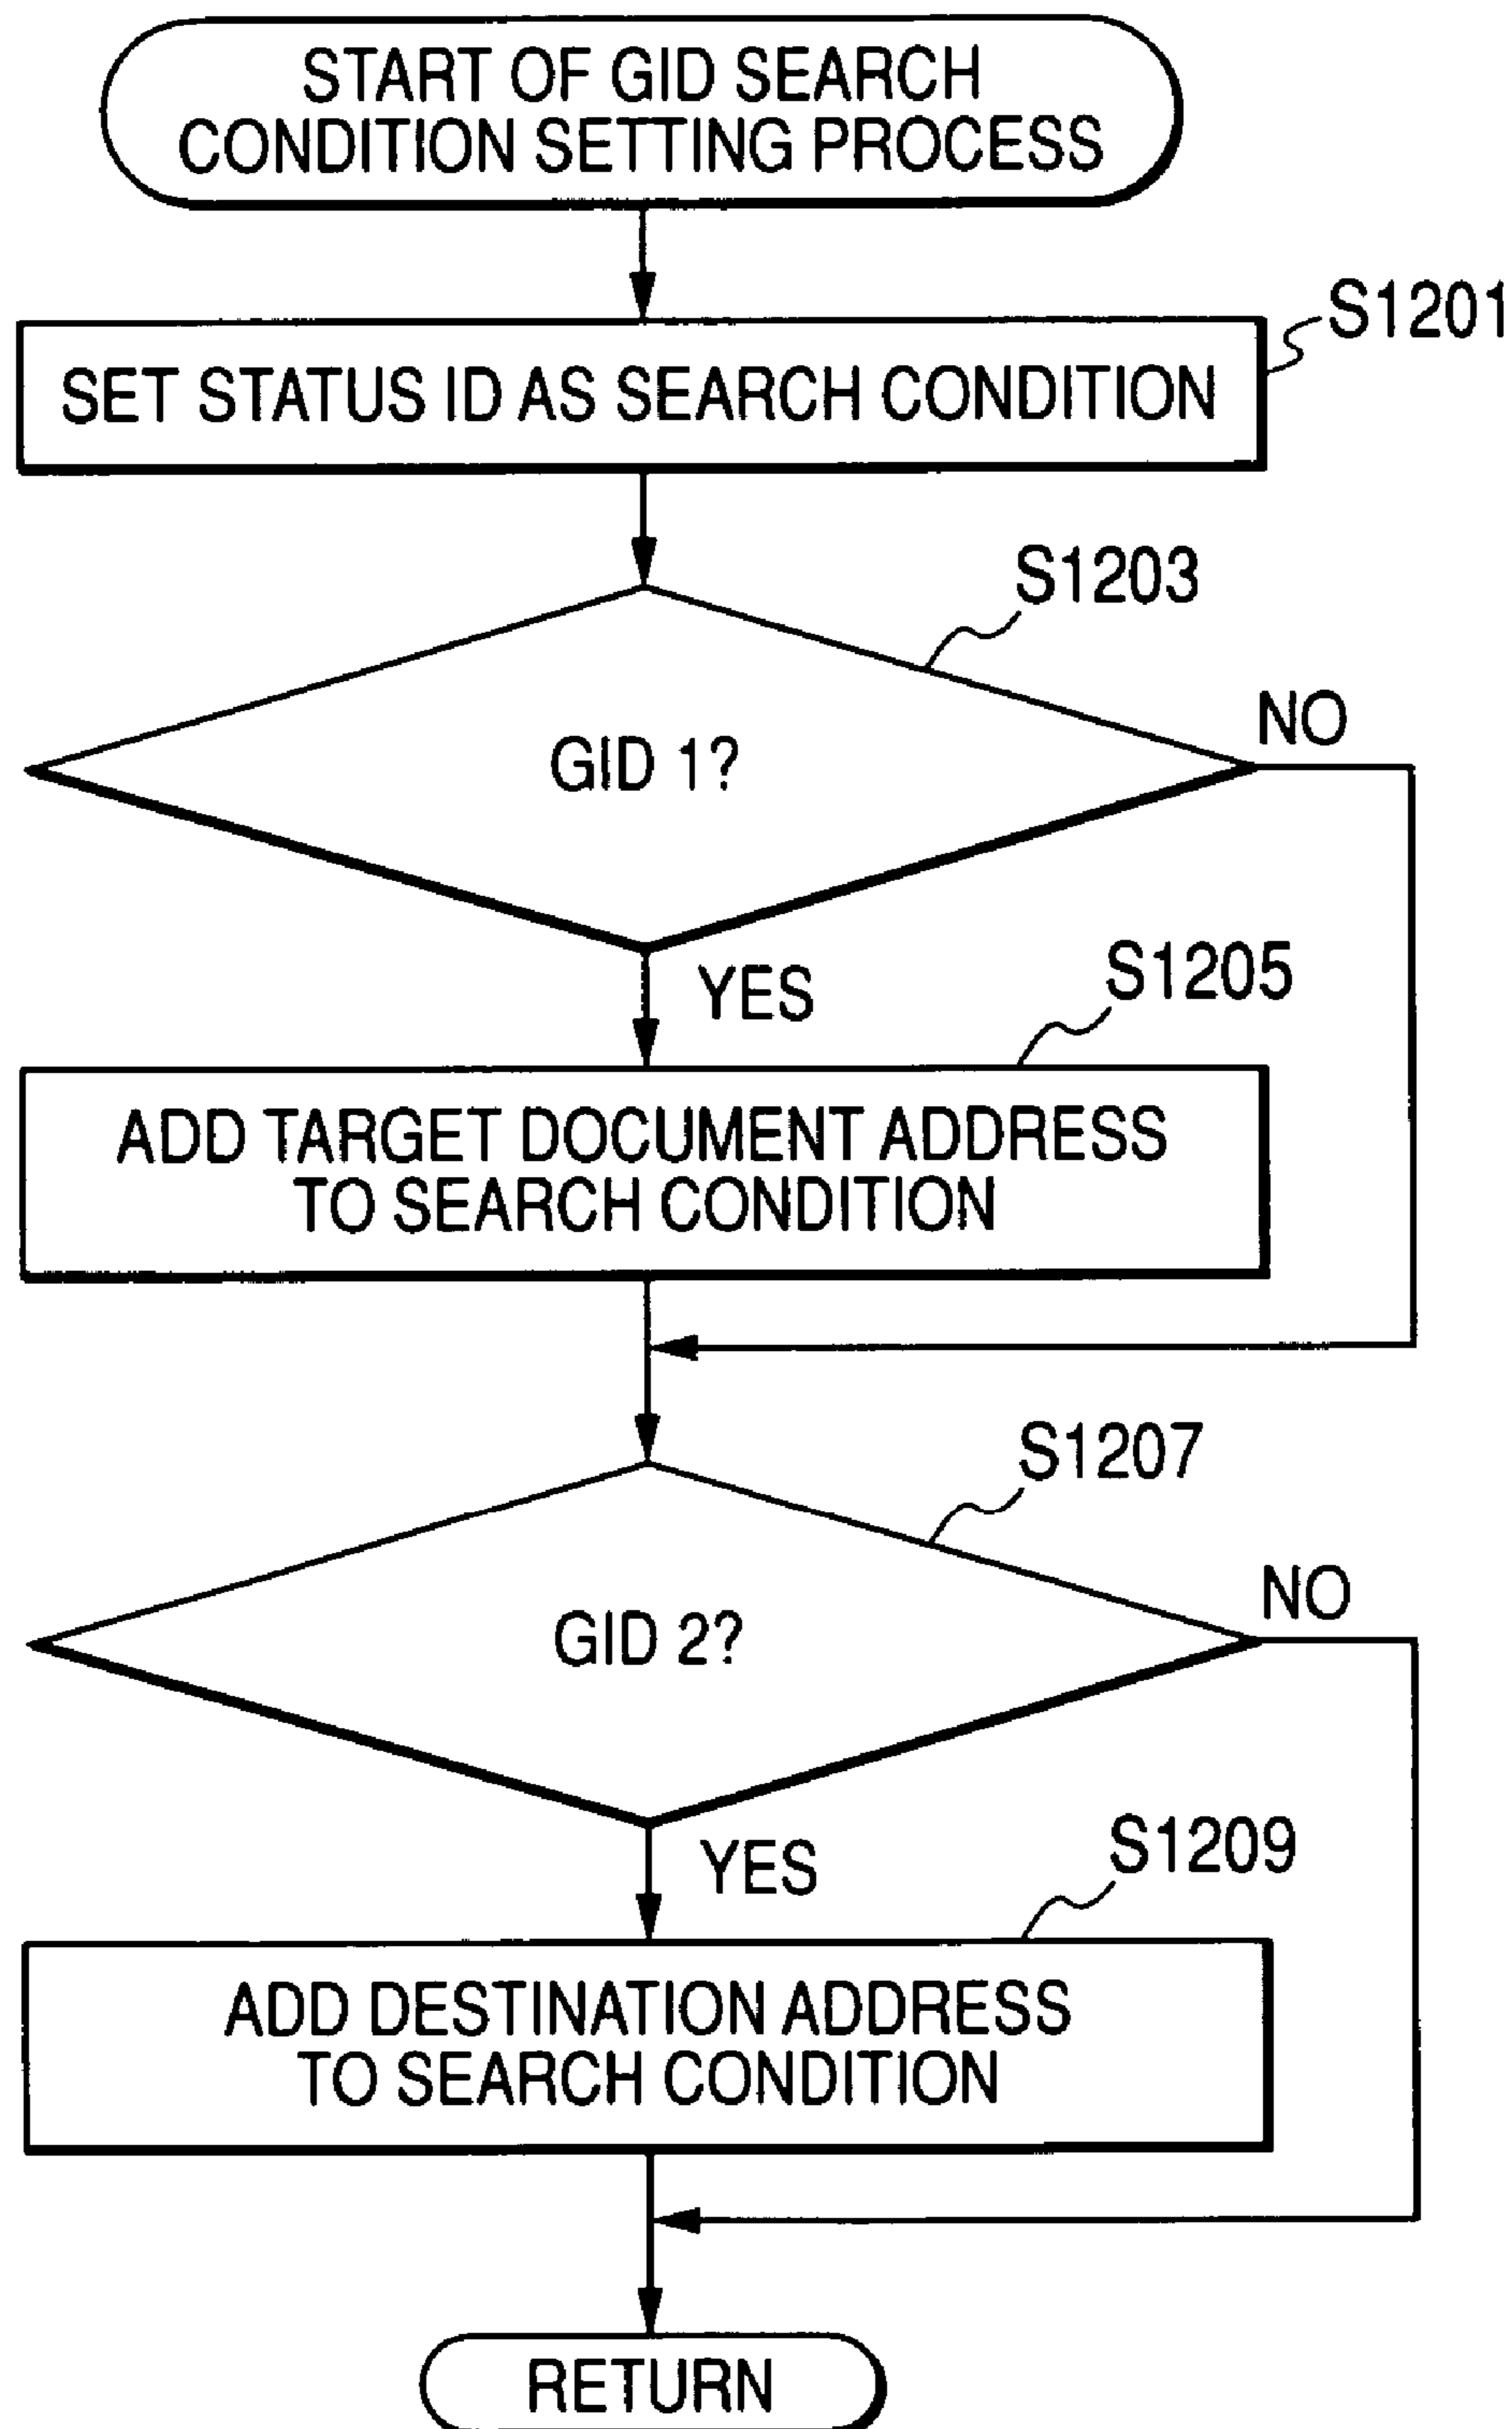 START OF GID SEARCH
CONDITION SETTING PROCESS
S1201
SET STATUS ID AS SEARCH CONDITION
S1203
GID 1?
NO
YES
S1205
ADD TARGET DOCUMENT ADDRESS
TO SEARCH CONDITION
S1207
GID 2?
NO
YES
S1209
ADD DESTINATION ADDRESS
TO SEARCH CONDITION
RETURN